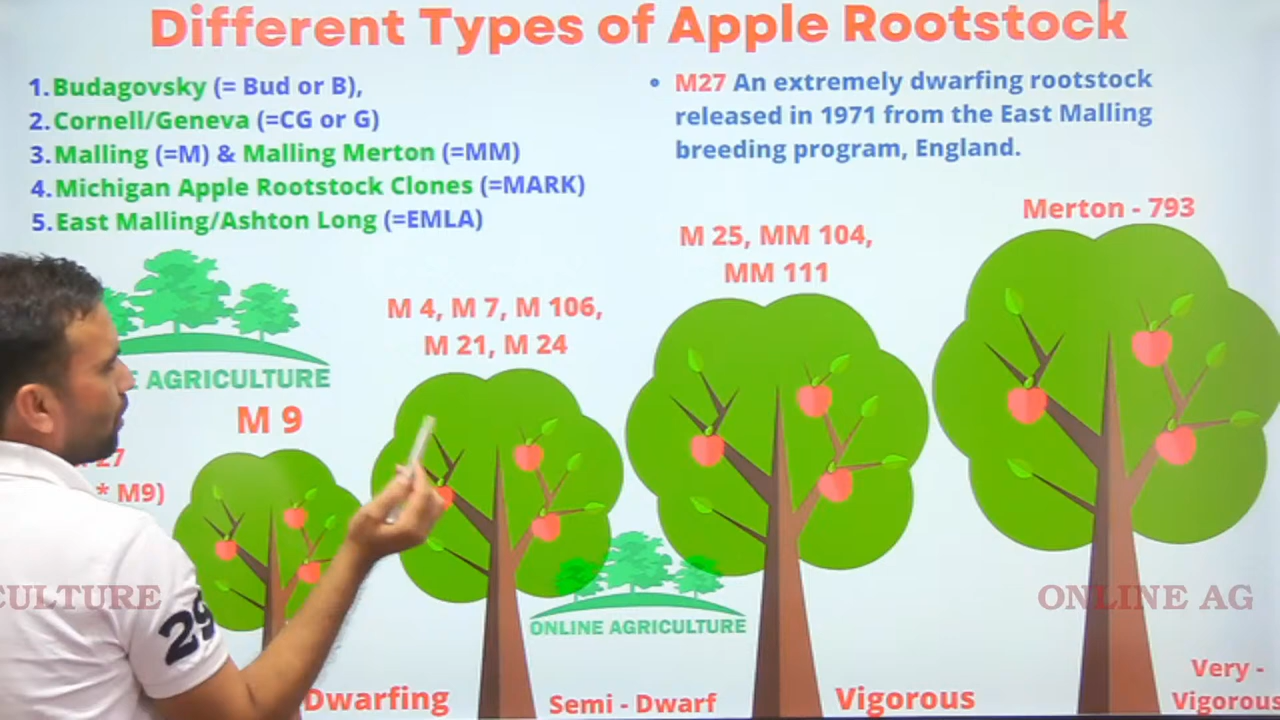 Different Types of Apple Rootstock
1. Budagovsky (= Bud or B),
2. Cornell/Geneva (=CG or G)
3. Malling (=M) & Malling Merton (=MM)
4. Michigan Apple Rootstock Clones (=MARK)
5. East Malling/Ashton Long (=EMLA)
• M27 An extremely dwarfing rootstock
released in 1971 from the East Malling
breeding program, England.
Merton - 793
M 25, MM 104,
MM 111
M 4, M 7, M 106,
M 21, M 24
AGRICULTURE
M 9
27
* M9)
CULTURE
29
ONLINE AGRICULTURE
ONLINE AG
Dwarfing
Semi - Dwarf
Vigorous
Very -
Vigorous